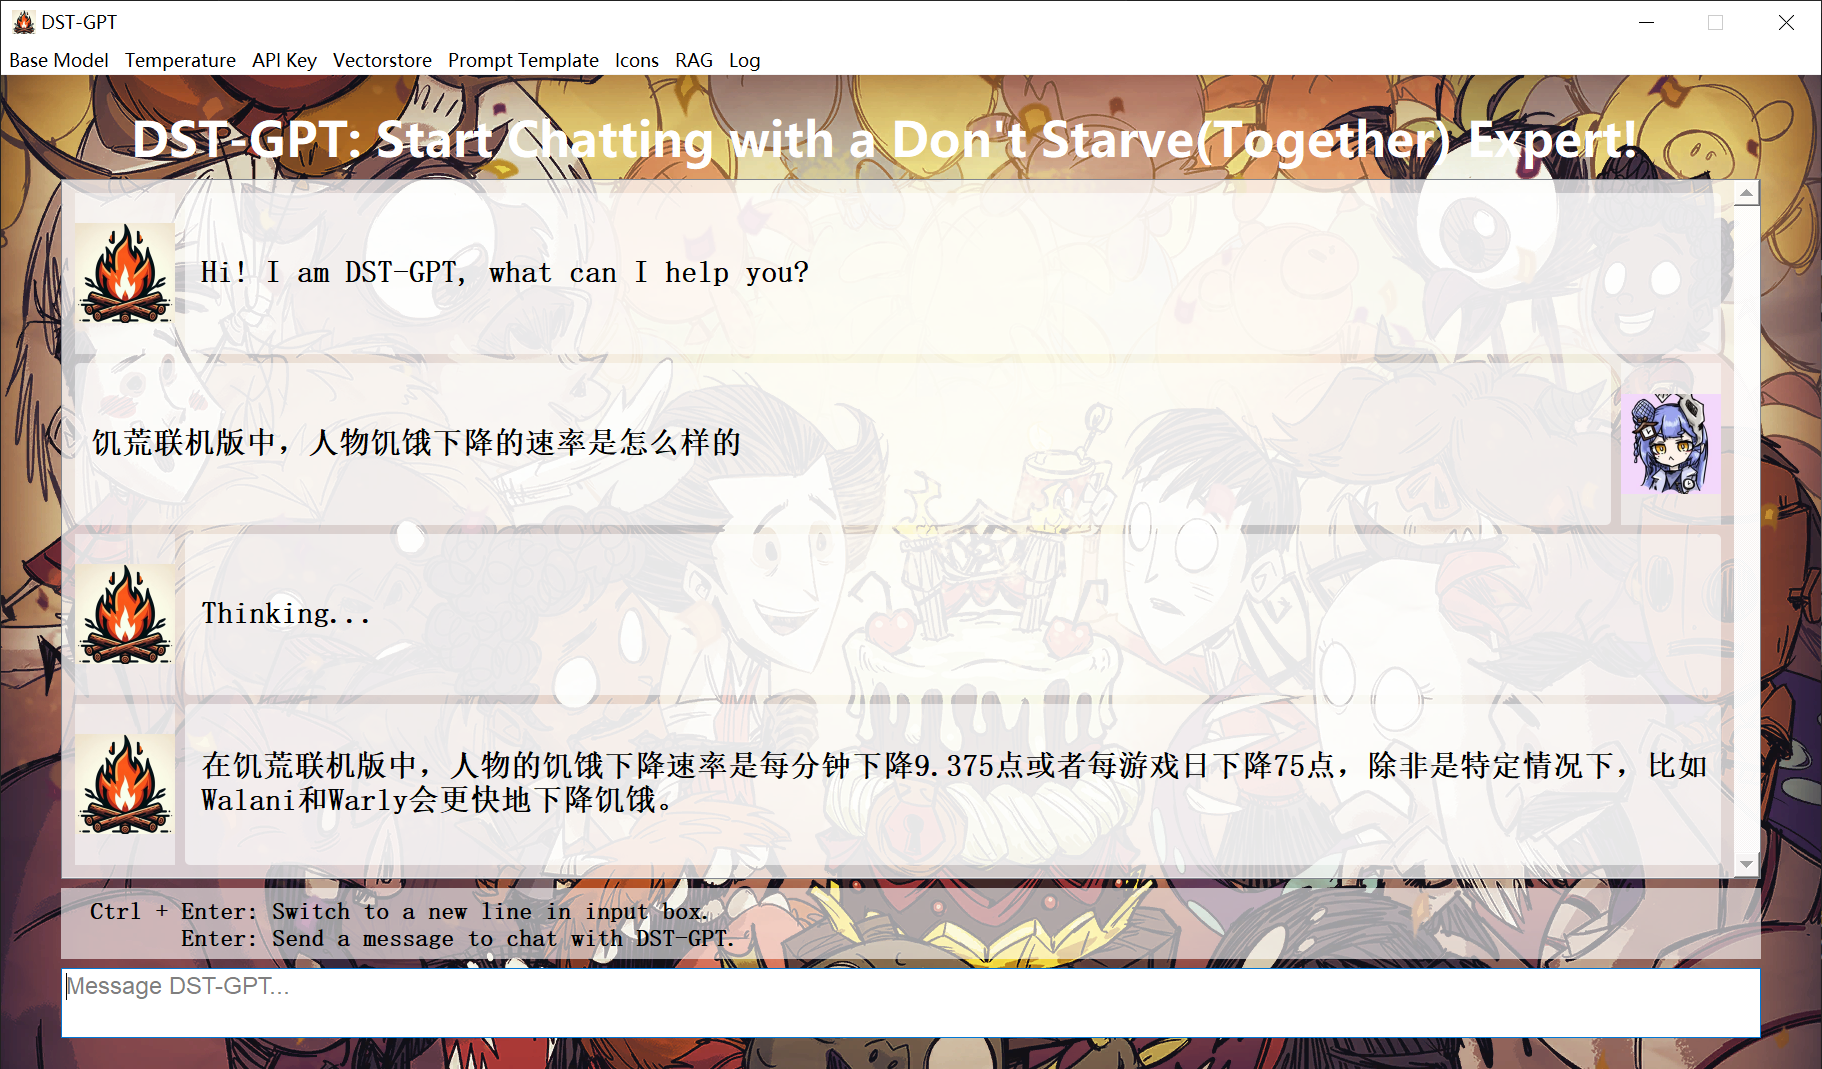 DST-GPT
Base Model Temperature API Key Vectorstore Prompt Template Icons RAG Log
DST-GPT: Start Chatting with a Don't Starve(Together) Expert!
Hi! I am DST-GPT, what can I help you?
饥荒联机版中，人物饥饿下降的速率是怎么样的
Thinking...
在饥荒联机版中，人物的饥饿下降速率是每分钟下降9.375点或者每游戏日下降75点，除非是特定情况下，比如
Walani和Warly会更快地下降饥饿。
Ctrl + Enter: Switch to a new line in input box.
Enter: Send a message to chat with DST-GPT.
Message DST-GPT...